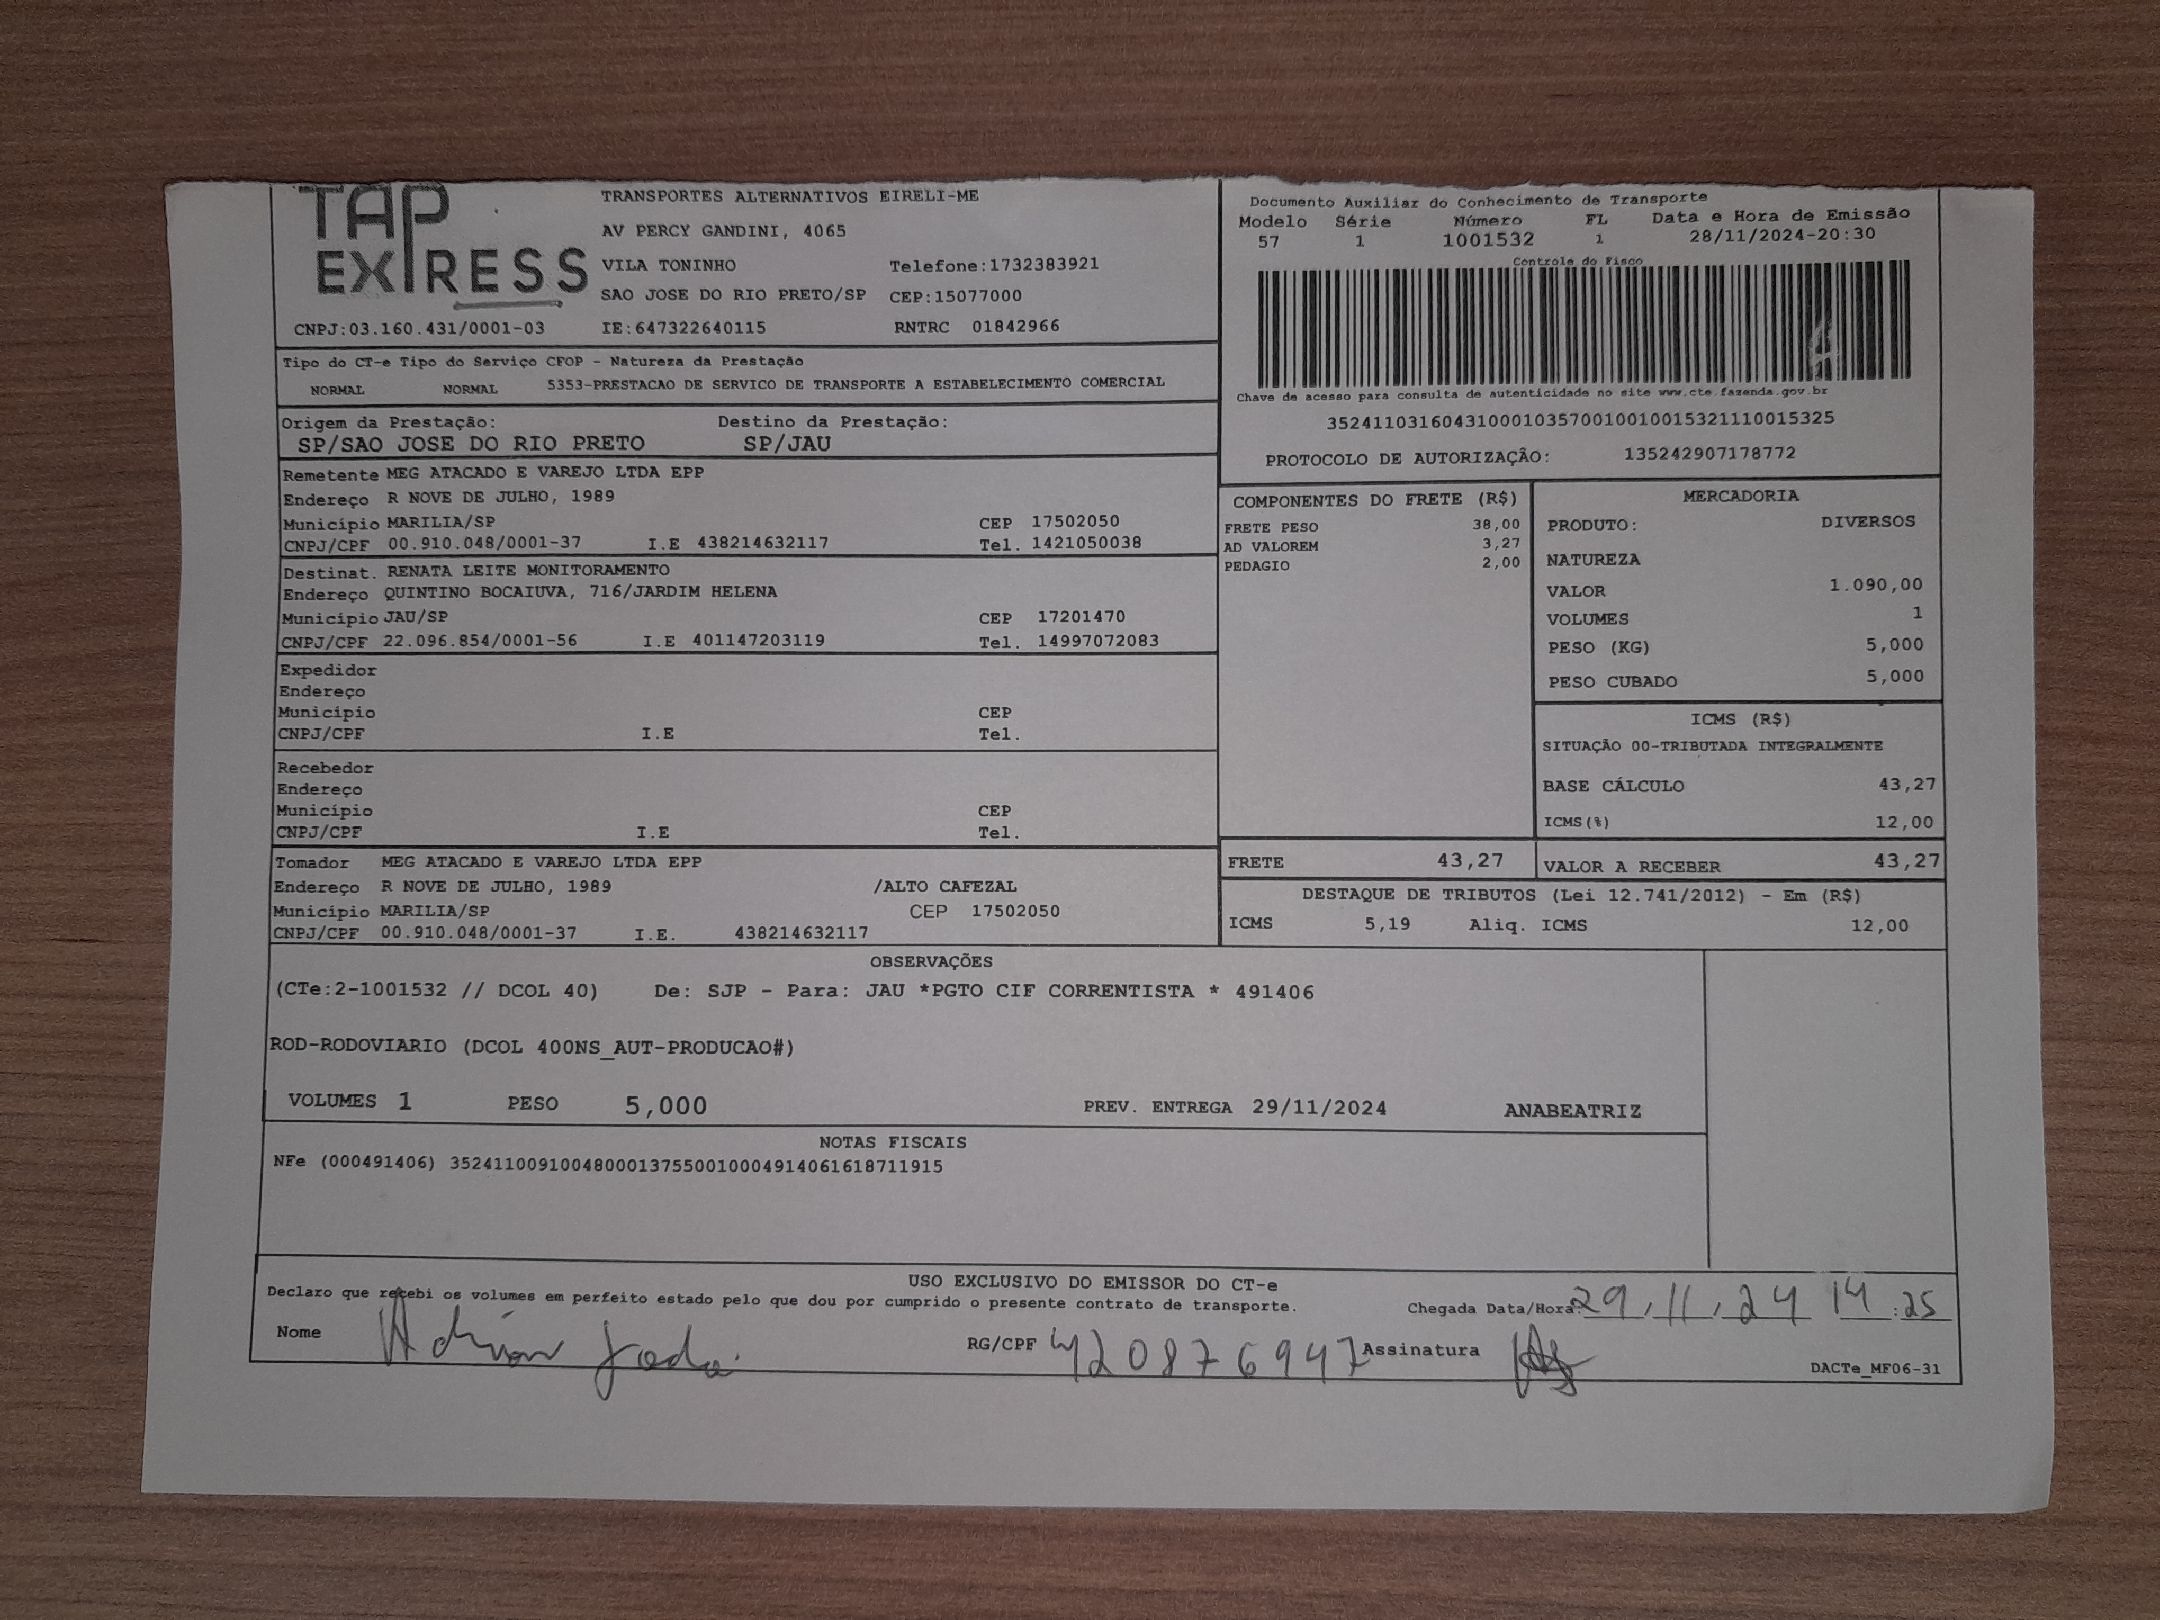 TAP EXPRESS
TRANSPORTES ALTERNATIVOS EIRELI-ME
AV PERCY GANDINI, 4065
VILA TONINHO Telefone:1732383921
SAO JOSE DO RIO PRETO/SP CEP:15077000
CNPJ:03.160.431/0001-03 IE:647322640115 RNTRC 01842966
Tipo do CT-e Tipo do Serviço CFOP - Natureza da Prestação
NORMAL NORMAL 5353-PRESTACAO DE SERVICO DE TRANSPORTE A ESTABELECIMENTO COMERCIAL
Origem da Prestação: Destino da Prestação:
SP/SAO JOSE DO RIO PRETO SP/JAU
Remetente MEG ATACADO E VAREJO LTDA EPP
Endereço R NOVE DE JULHO, 1989
Município MARILIA/SP CEP 17502050
CNPJ/CPF 00.910.048/0001-37 I.E 438214632117 Tel. 1421050038
Destinat. RENATA LEITE MONITORAMENTO
Endereço QUINTINO BOCAIUVA, 716/JARDIM HELENA
Município JAU/SP CEP 17201470
CNPJ/CPF 22.096.854/0001-56 I.E 401147203119 Tel. 14997072083
Expedidor
Endereço
Município CEP
CNPJ/CPF I.E Tel.
Recebedor
Endereço
Município CEP
CNPJ/CPF I.E Tel.
Tomador MEG ATACADO E VAREJO LTDA EPP
Endereço R NOVE DE JULHO, 1989 /ALTO CAFEZAL
Município MARILIA/SP CEP 17502050
CNPJ/CPF 00.910.048/0001-37 I.E. 438214632117
Documento Auxiliar do Conhecimento de Transporte
Modelo Série Número FL Data e Hora de Emissão
57 1 1001532 1 28/11/2024-20:30
Controle do Fisco
Chave de acesso para consulta de autenticidade no site www.cte.fazenda.gov.br
35241103160431000103570010010015321110015325
PROTOCOLO DE AUTORIZAÇÃO: 135242907178772
COMPONENTES DO FRETE (R$)
FRETE PESO 38,00
AD VALOREM 3,27
PEDAGIO 2,00
MERCADORIA
PRODUTO: DIVERSOS
NATUREZA
VALOR 1.090,00
VOLUMES 1
PESO (KG) 5,000
PESO CUBADO 5,000
ICMS (R$)
SITUAÇÃO 00-TRIBUTADA INTEGRALMENTE
BASE CÁLCULO 43,27
ICMS(%) 12,00
FRETE 43,27 VALOR A RECEBER 43,27
DESTAQUE DE TRIBUTOS (Lei 12.741/2012) - Em (R$)
ICMS 5,19 Aliq. ICMS 12,00
OBSERVAÇÕES
(CTe:2-1001532 // DCOL 40) De: SJP - Para: JAU *PGTO CIF CORRENTISTA * 491406
ROD-RODOVIARIO (DCOL 400NS_AUT-PRODUCAO#)
VOLUMES 1 PESO 5,000 PREV. ENTREGA 29/11/2024 ANABEATRIZ
NOTAS FISCAIS
NFe (000491406) 35241100910048000137550010004914061618711915
USO EXCLUSIVO DO EMISSOR DO CT-e
Declaro que recebi os volumes em perfeito estado pelo que dou por cumprido o presente contrato de transporte. Chegada Data/Hora: 29,11,24 14:25
Nome RG/CPF 420876947 Assinatura
DACTe_MF06-31